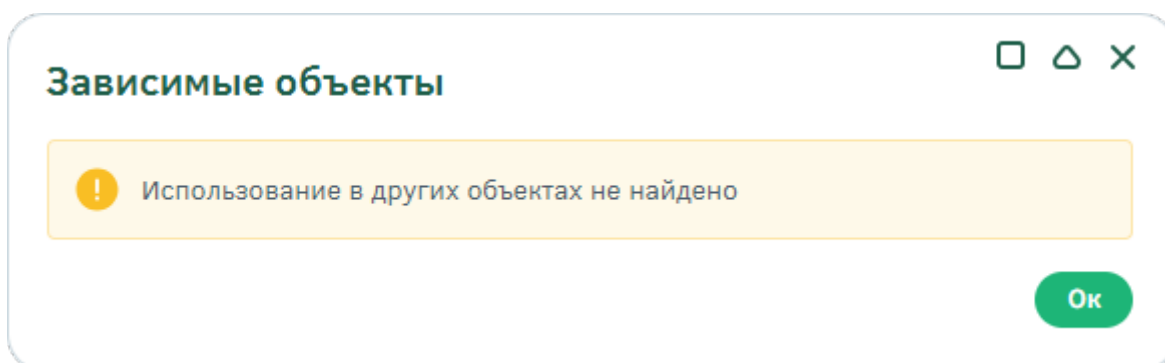 Зависимые объекты
Использование в других объектах не найдено
Ок